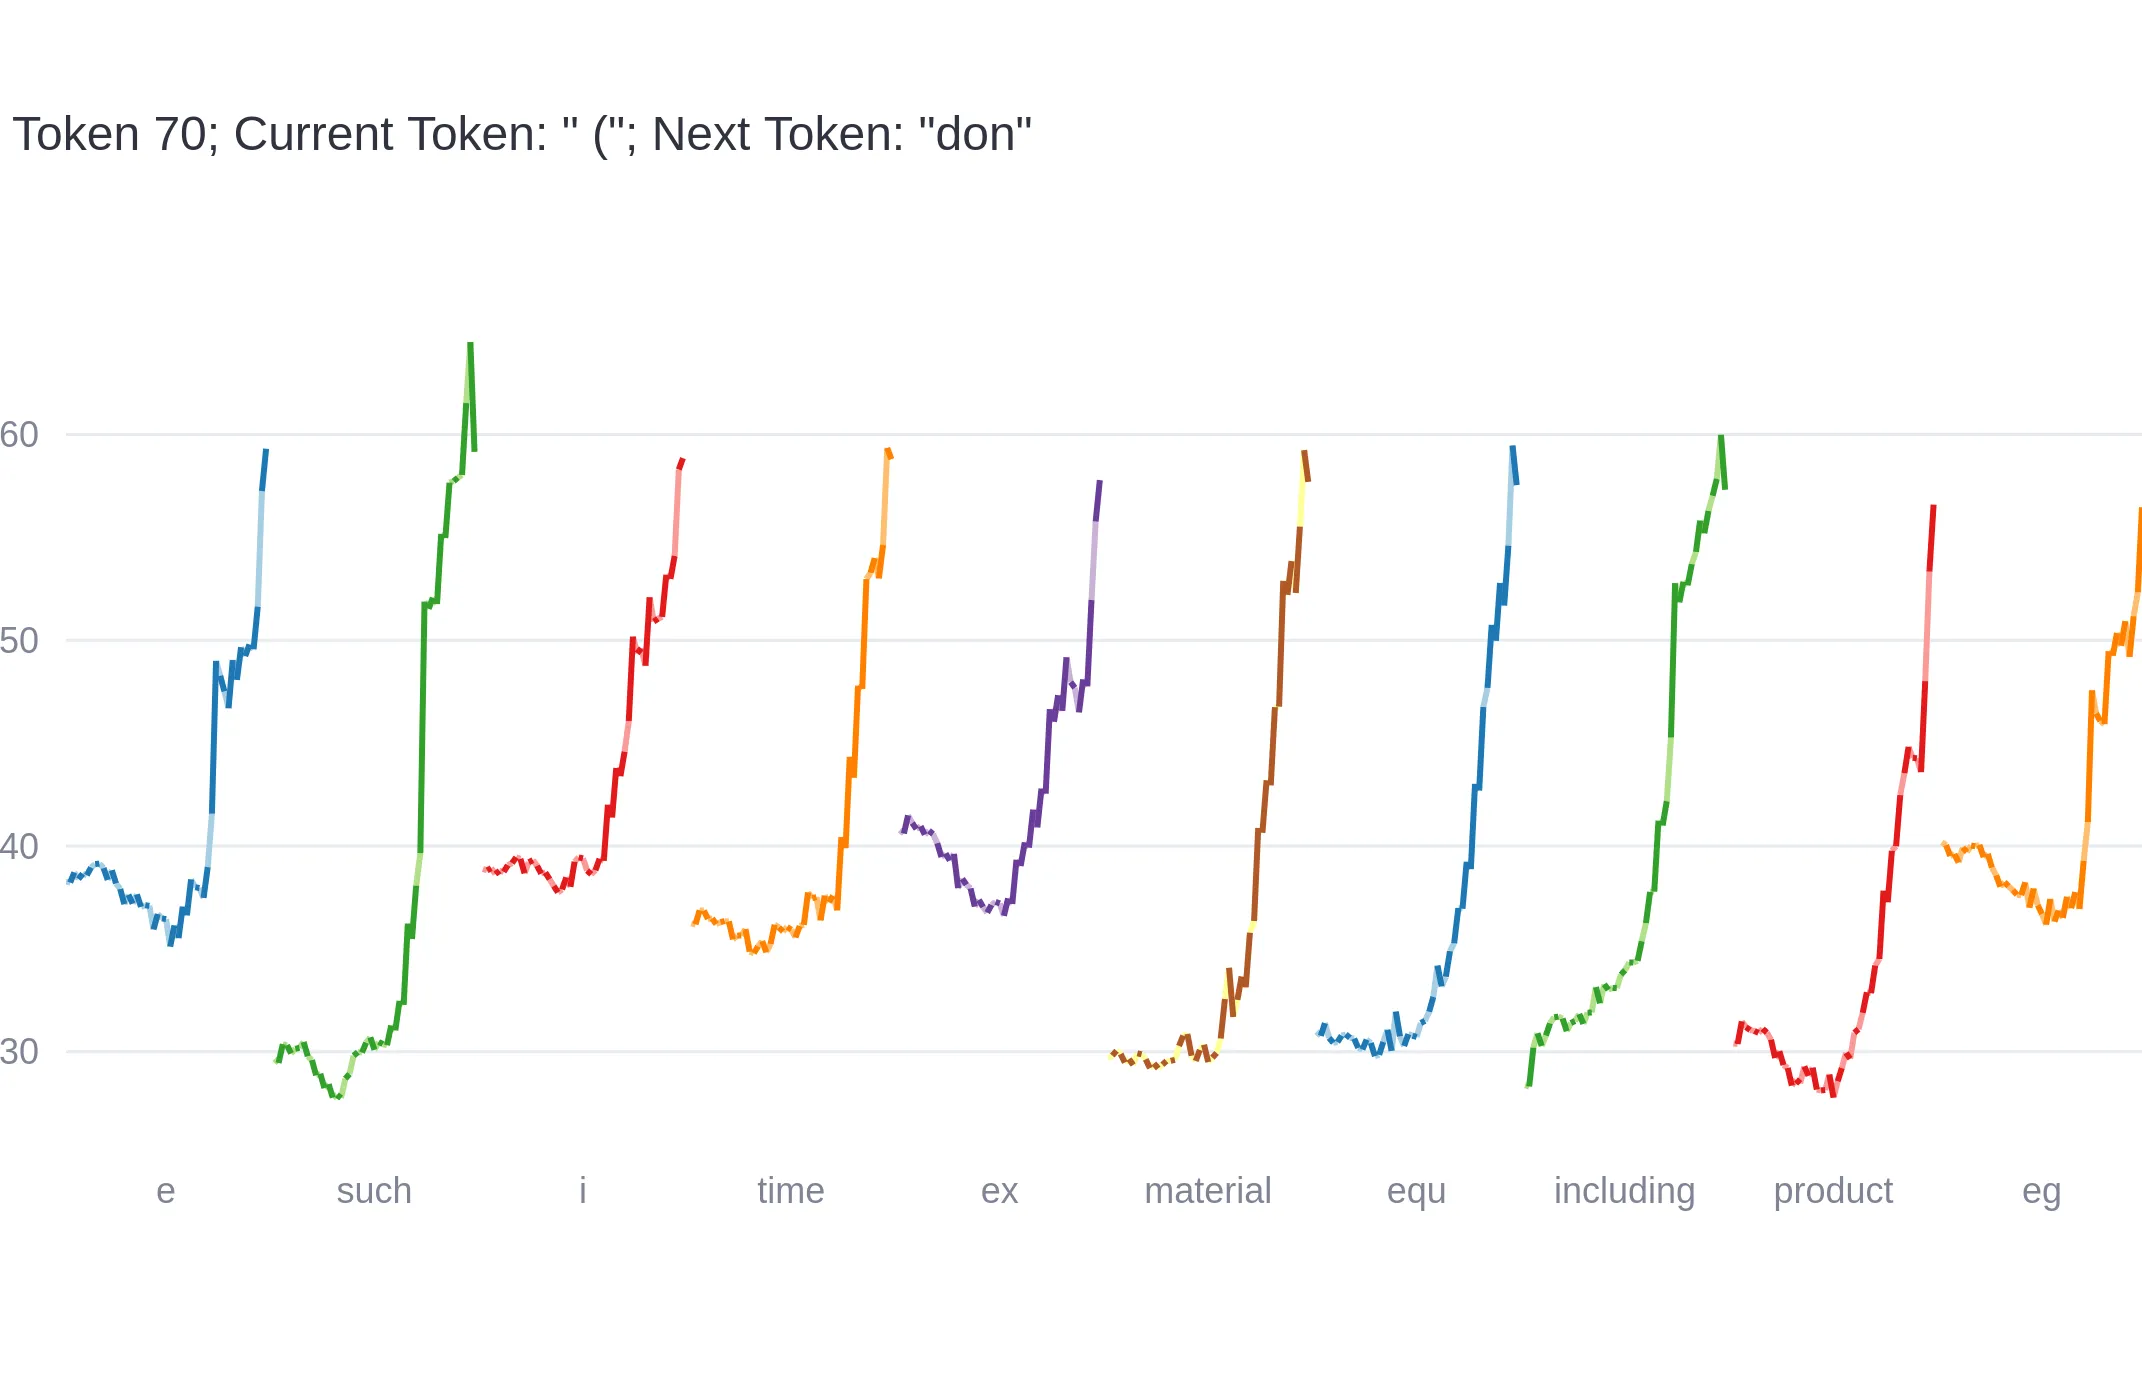 Token 70; Current Token: " ("; Next Token: "don"
60
50
40
30
e such i time ex material equ including product eg